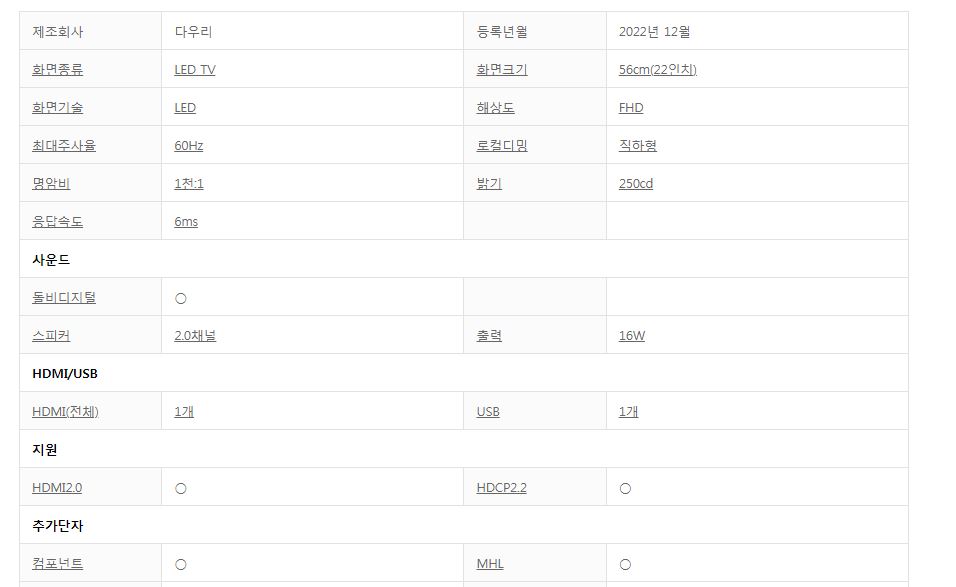 제조회사 다우리 등록년월 2022년 12월
화면종류 LED TV 화면크기 56cm(22인치)
화면기술 LED 해상도 FHD
최대주사율 60Hz 로컬디밍 직하형
명암비 1천:1 밝기 250cd
응답속도 6ms
사운드
돌비디지털 ○
스피커 2.0채널 출력 16W
HDMI/USB
HDMI(전체) 1개 USB 1개
지원
HDMI2.0 ○ HDCP2.2 ○
추가단자
컴포넌트 ○ MHL ○